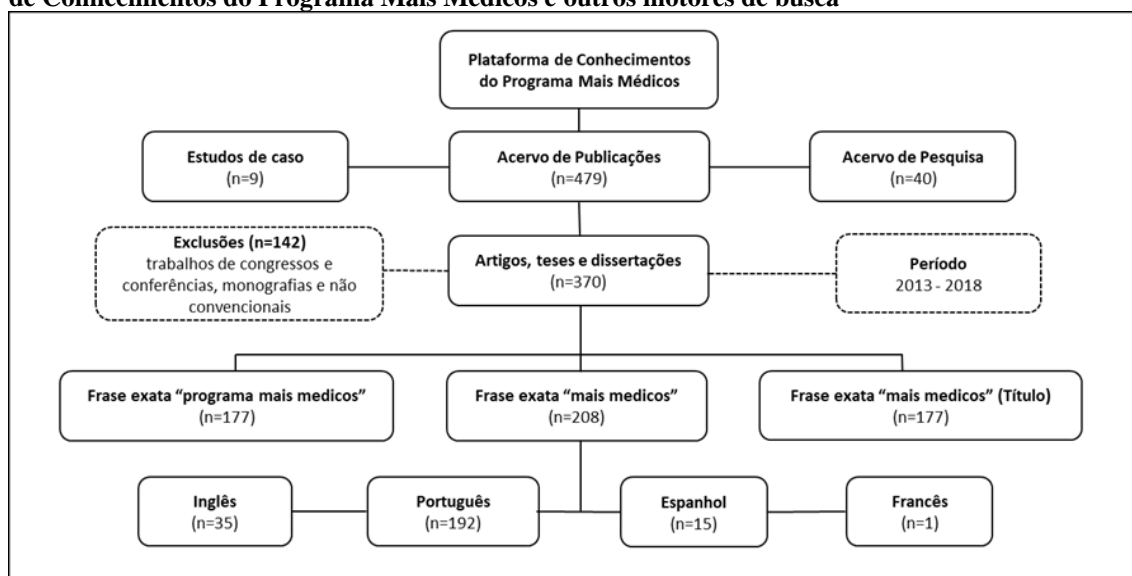 de Conhecimentos do Programa Mais Médicos e outros motores de busca
Plataforma de Conhecimentos
do Programa Mais Médicos
Estudos de caso
(n=9)
Acervo de Publicações
(n=479)
Acervo de Pesquisa
(n=40)
Exclusões (n=142)
trabalhos de congressos e
conferências, monografias e não
convencionais
Artigos, teses e dissertações
(n=370)
Período
2013 - 2018
Frase exata “programa mais medicos”
(n=177)
Frase exata “mais medicos”
(n=208)
Frase exata “mais medicos” (Título)
(n=177)
Inglês
(n=35)
Português
(n=192)
Espanhol
(n=15)
Francês
(n=1)